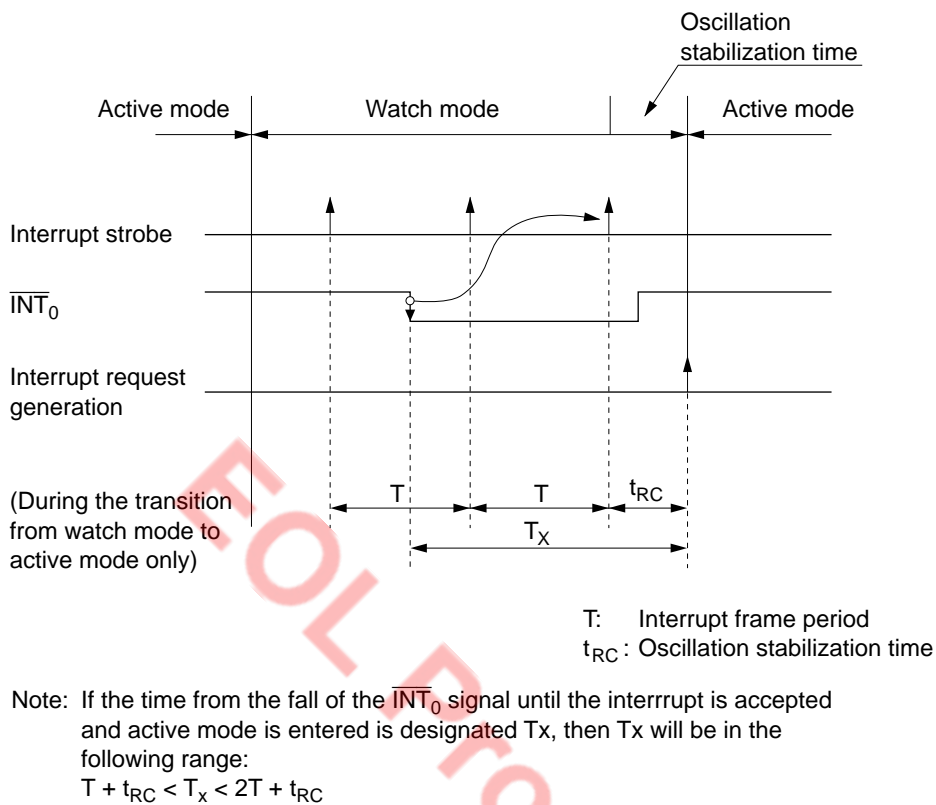 Oscillation
stabilization time
Active mode
Watch mode
Active mode
Interrupt strobe
INT0
Interrupt request
generation
(During the transition
from watch mode to
active mode only)
T
T
tRC
TX
T: Interrupt frame period
tRC : Oscillation stabilization time
Note: If the time from the fall of the INT0 signal until the interrrupt is accepted
and active mode is entered is designated Tx, then Tx will be in the
following range:
T + tRC < Tx < 2T + tRC
EOL Pro